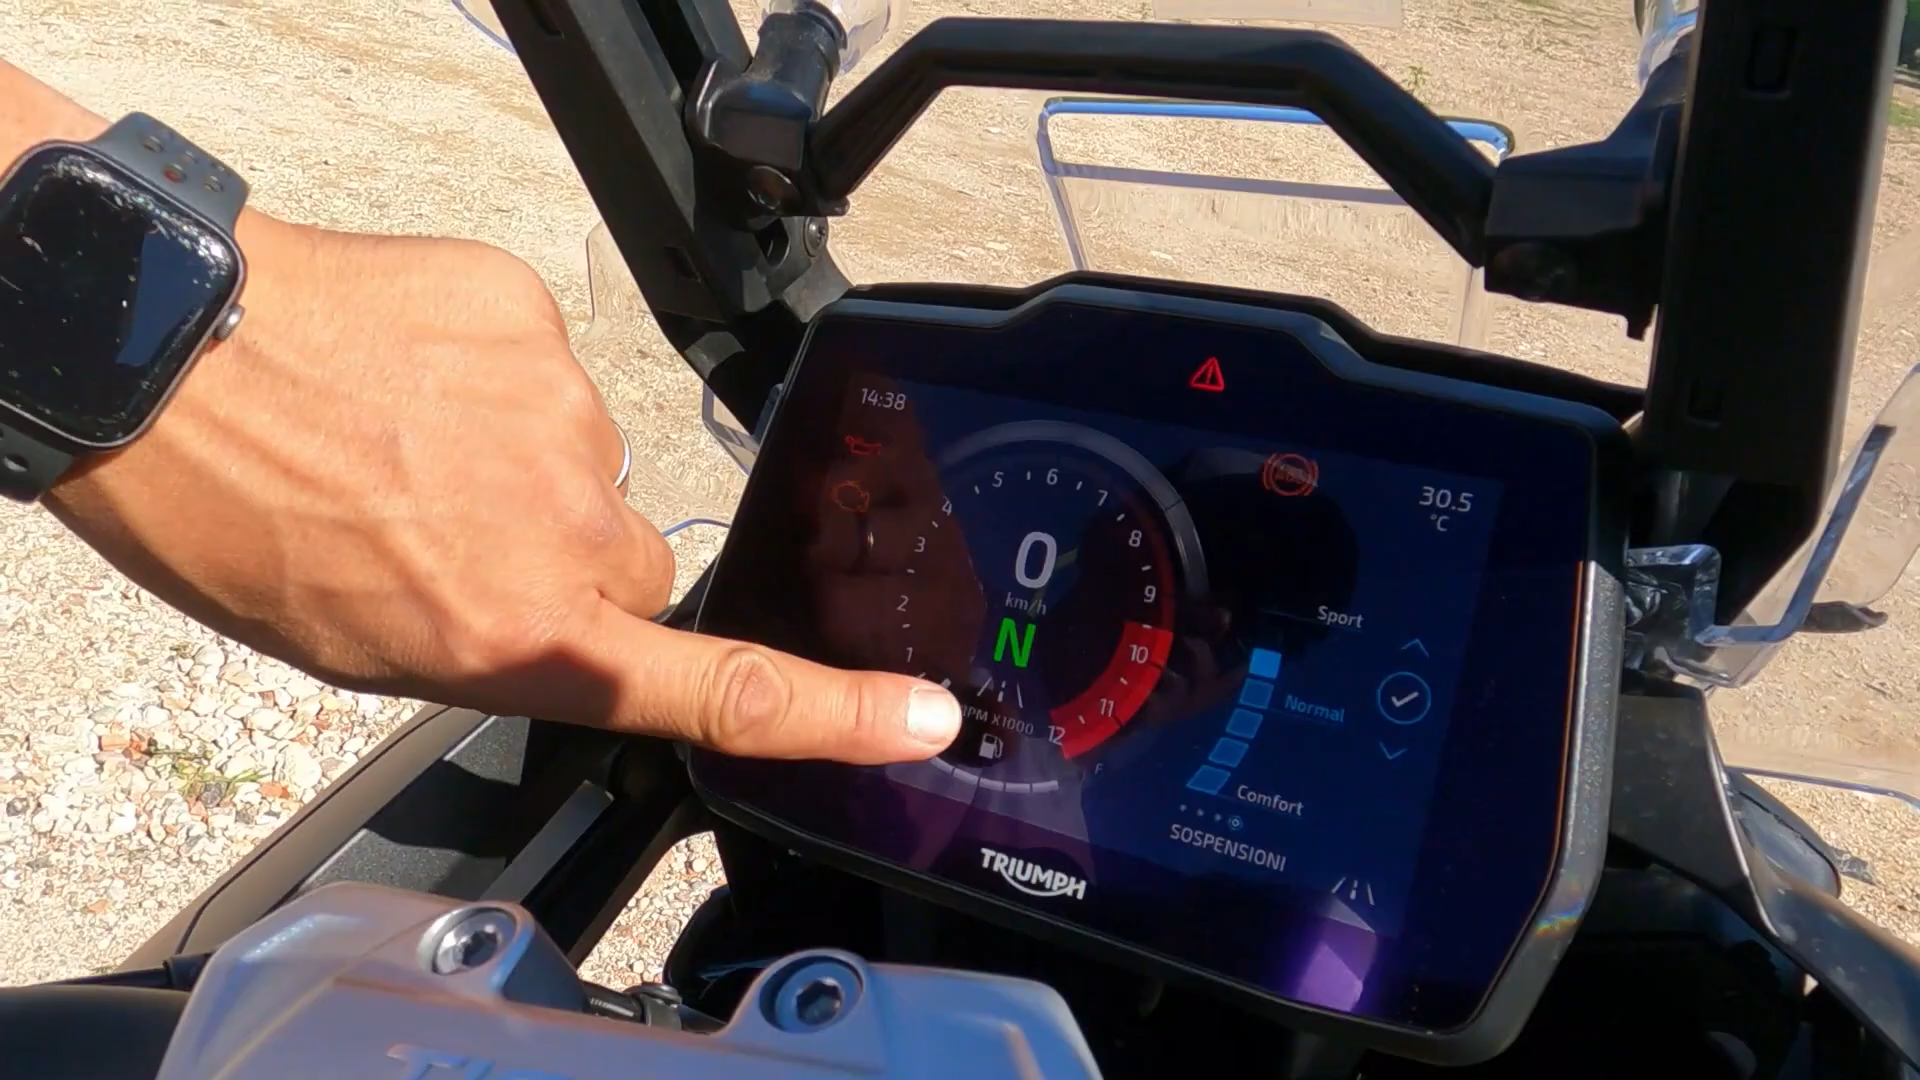 14:38
30.5
°C
5
6
7
4
8
3
0
9
km/h
2
N
10
1
11
RPM X1000
12
F
Sport
Normal
Comfort
SOSPENSIONI
TRIUMPH